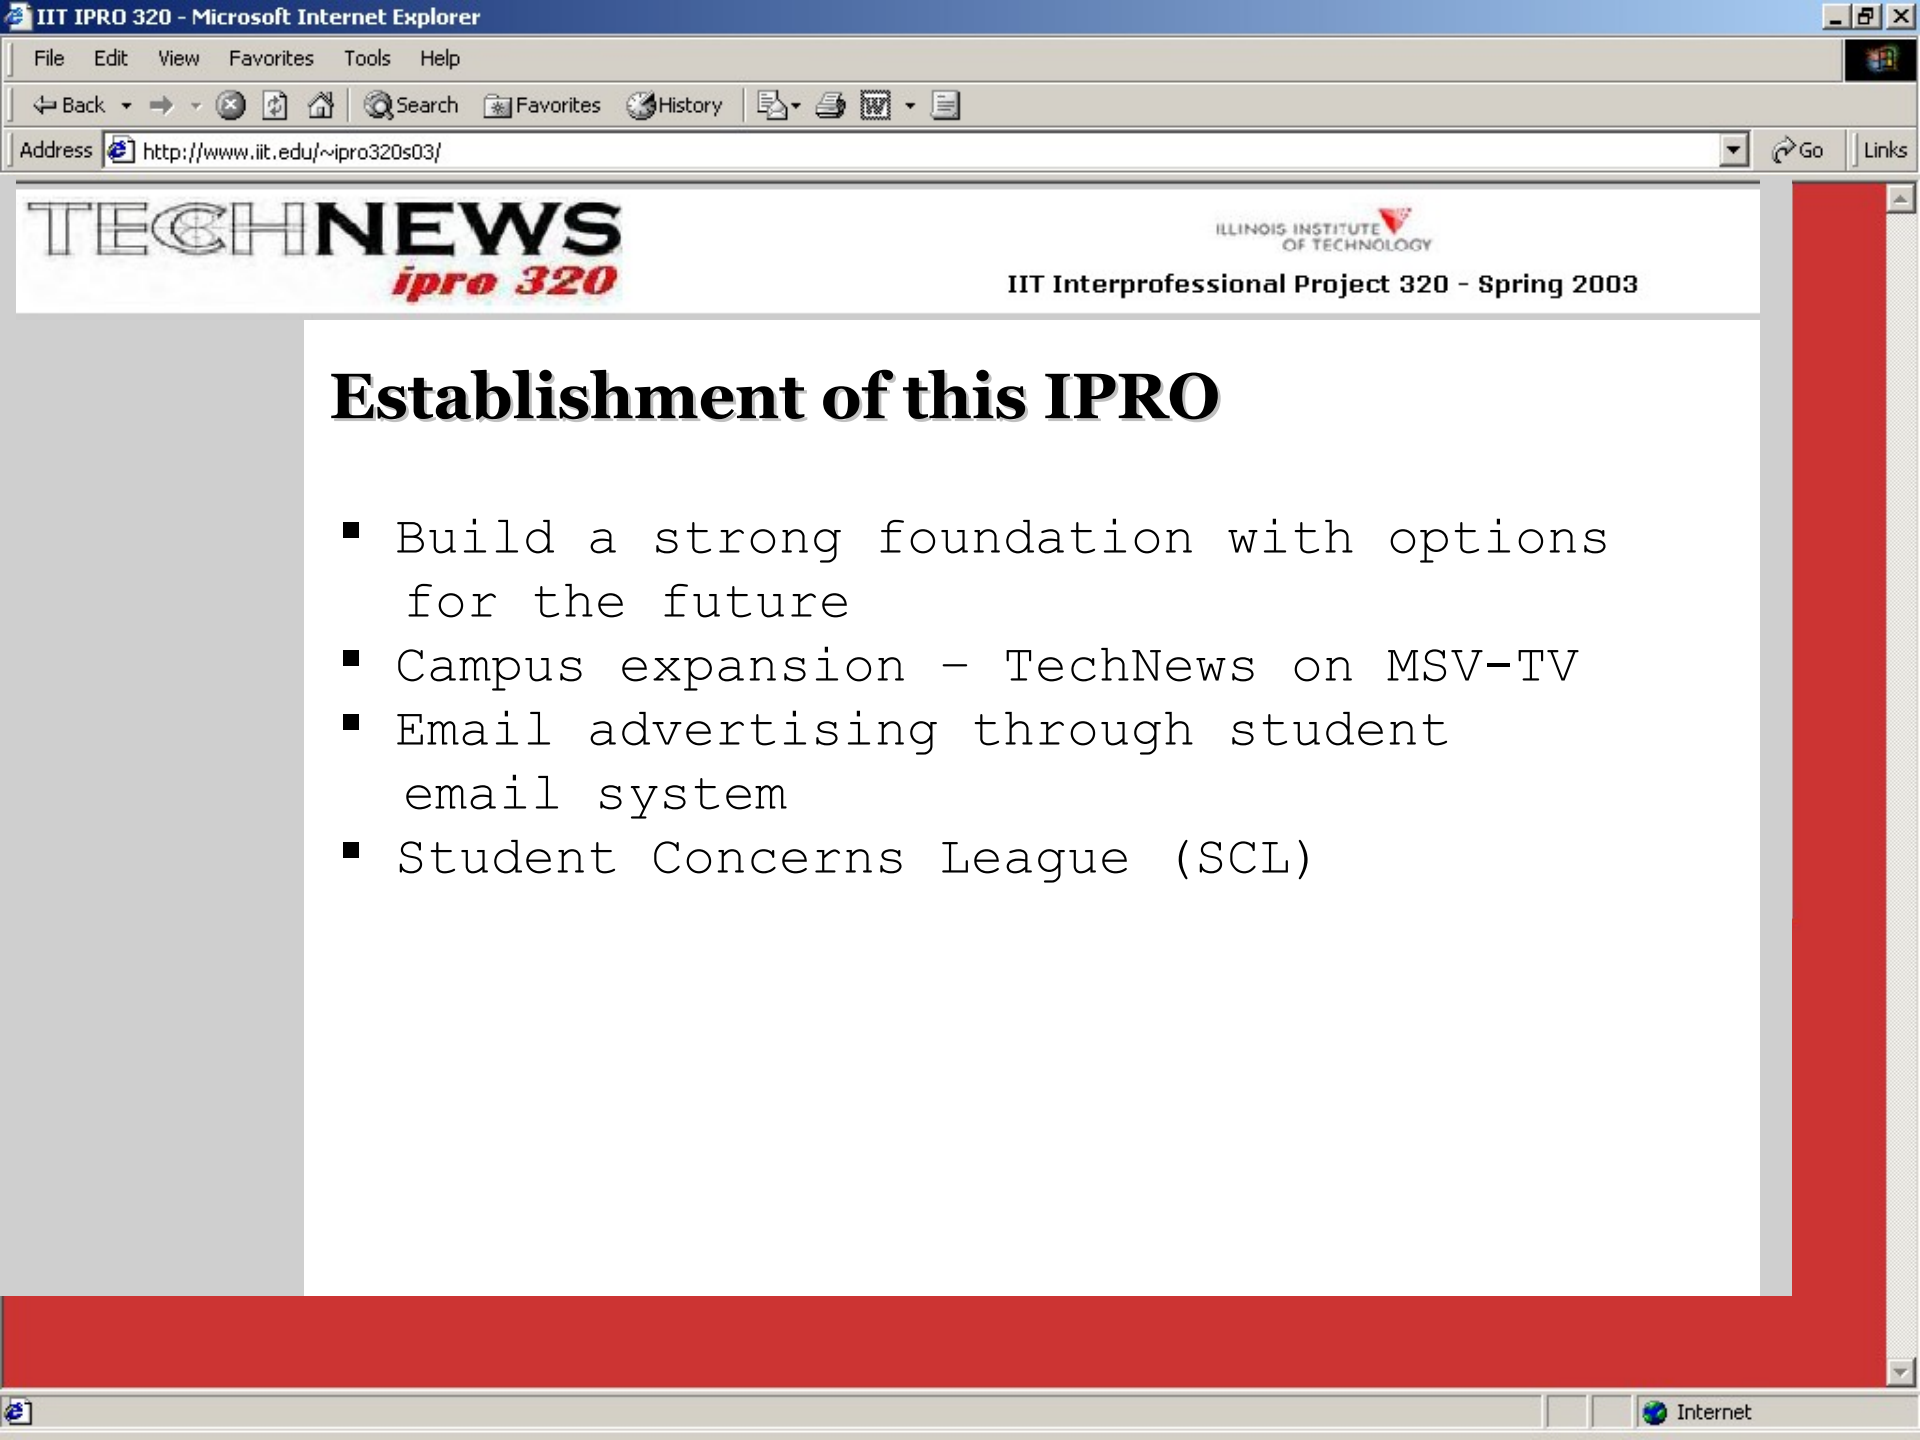 IIT IPRO 320 - Microsoft Internet Explorer
File Edit View Favorites Tools Help
Back Search Favorites History
Address http://www.iit.edu/~ipro320s03/ Go Links
TECHNEWS
ipro 320
ILLINOIS INSTITUTE
OF TECHNOLOGY
IIT Interprofessional Project 320 - Spring 2003
Establishment of this IPRO
▪ Build a strong foundation with options
for the future
▪ Campus expansion – TechNews on MSV-TV
▪ Email advertising through student
email system
▪ Student Concerns League (SCL)
Internet